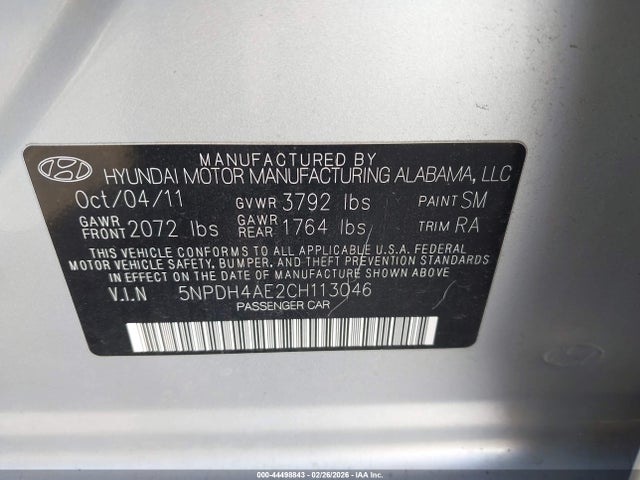 MANUFACTURED BY
HYUNDAI MOTOR MANUFACTURING ALABAMA, LLC
Oct/04/11 GVWR 3792 lbs PAINT SM
GAWR FRONT 2072 lbs GAWR REAR 1764 lbs TRIM RA
THIS VEHICLE CONFORMS TO ALL APPLICABLE U.S.A. FEDERAL
MOTOR VEHICLE SAFETY, BUMPER, AND THEFT PREVENTION STANDARDS
IN EFFECT ON THE DATE OF MANUFACTURE SHOWN ABOVE.
V.I.N 5NPDH4AE2CH113046
PASSENGER CAR
000-44498843 - 02/26/2026 - IAA Inc.